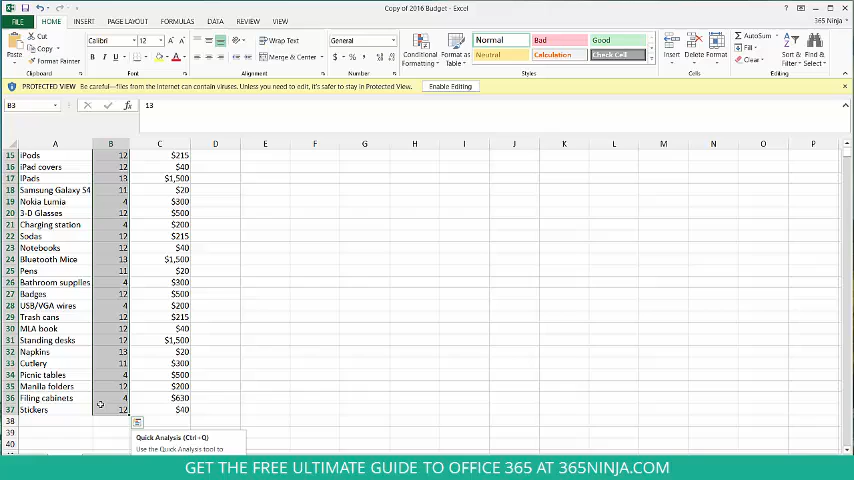 Copy of 2016 Budget - Excel
FILE HOME INSERT PAGE LAYOUT FORMULAS DATA REVIEW VIEW 365 Ninja
Paste Cut Copy Format Painter Clipboard
Calibri 12 B I U A Font
Wrap Text Merge & Center Alignment
General $ % , Number
Conditional Formatting Format as Table Normal Bad Good Neutral Calculation Check Cell Styles
Insert Delete Format Cells
AutoSum Fill Clear Sort & Filter Find & Select Editing
PROTECTED VIEW Be careful—files from the Internet can contain viruses. Unless you need to edit, it's safer to stay in Protected View. Enable Editing
B3 fx 13
A B C D E F G H I J K L M N O P
15 iPods 12 $215
16 iPad covers 12 $40
17 IPads 13 $1,500
18 Samsung Galaxy S4 11 $20
19 Nokia Lumia 4 $300
20 3-D Glasses 12 $500
21 Charging station 4 $200
22 Sodas 12 $215
23 Notebooks 12 $40
24 Bluetooth Mice 13 $1,500
25 Pens 11 $20
26 Bathroom supplies 4 $300
27 Badges 12 $500
28 USB/VGA wires 4 $200
29 Trash cans 12 $215
30 MLA book 12 $40
31 Standing desks 12 $1,500
32 Napkins 13 $20
33 Cutlery 11 $300
34 Picnic tables 4 $500
35 Manila folders 12 $200
36 Filing cabinets 4 $630
37 Stickers 12 $40
38
39
40
Quick Analysis (Ctrl+Q)
Use the Quick Analysis tool to
GET THE FREE ULTIMATE GUIDE TO OFFICE 365 AT 365NINJA.COM